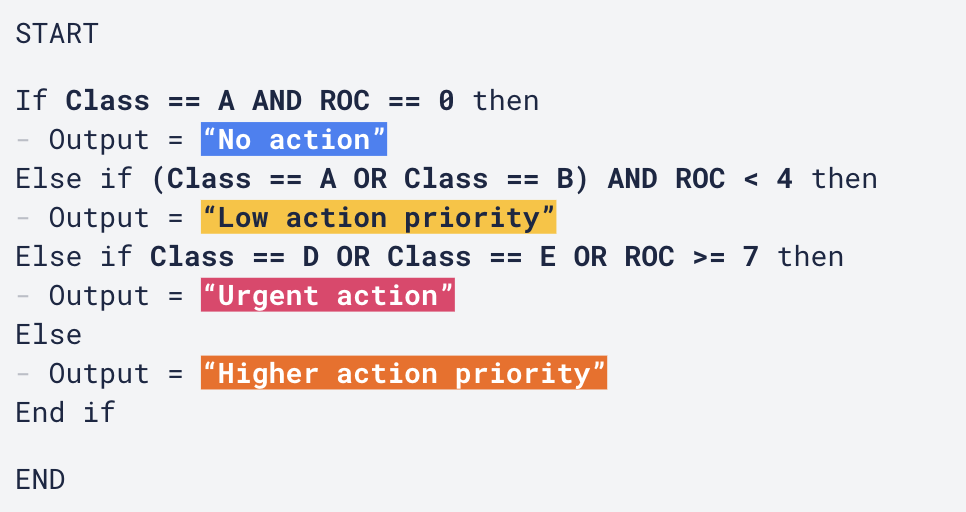 START
If Class == A AND ROC == 0 then
- Output = “No action”
Else if (Class == A OR Class == B) AND ROC < 4 then
- Output = “Low action priority”
Else if Class == D OR Class == E OR ROC >= 7 then
- Output = “Urgent action”
Else
- Output = “Higher action priority”
End if
END